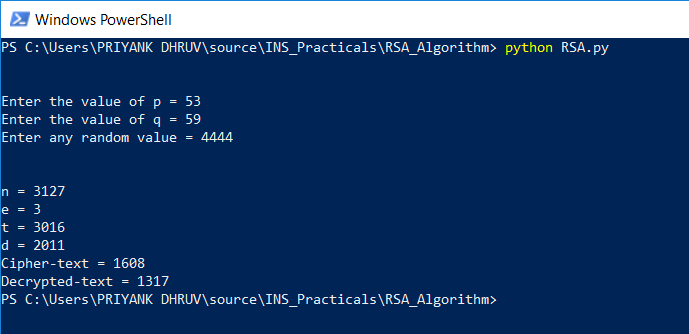 Windows PowerShell
PS C:\Users\PRIYANK DHRUV\source\INS_Practicals\RSA_Algorithm> python RSA.py
Enter the value of p = 53
Enter the value of q = 59
Enter any random value = 4444
n = 3127
e = 3
t = 3016
d = 2011
Cipher-text = 1608
Decrypted-text = 1317
PS C:\Users\PRIYANK DHRUV\source\INS_Practicals\RSA_Algorithm>